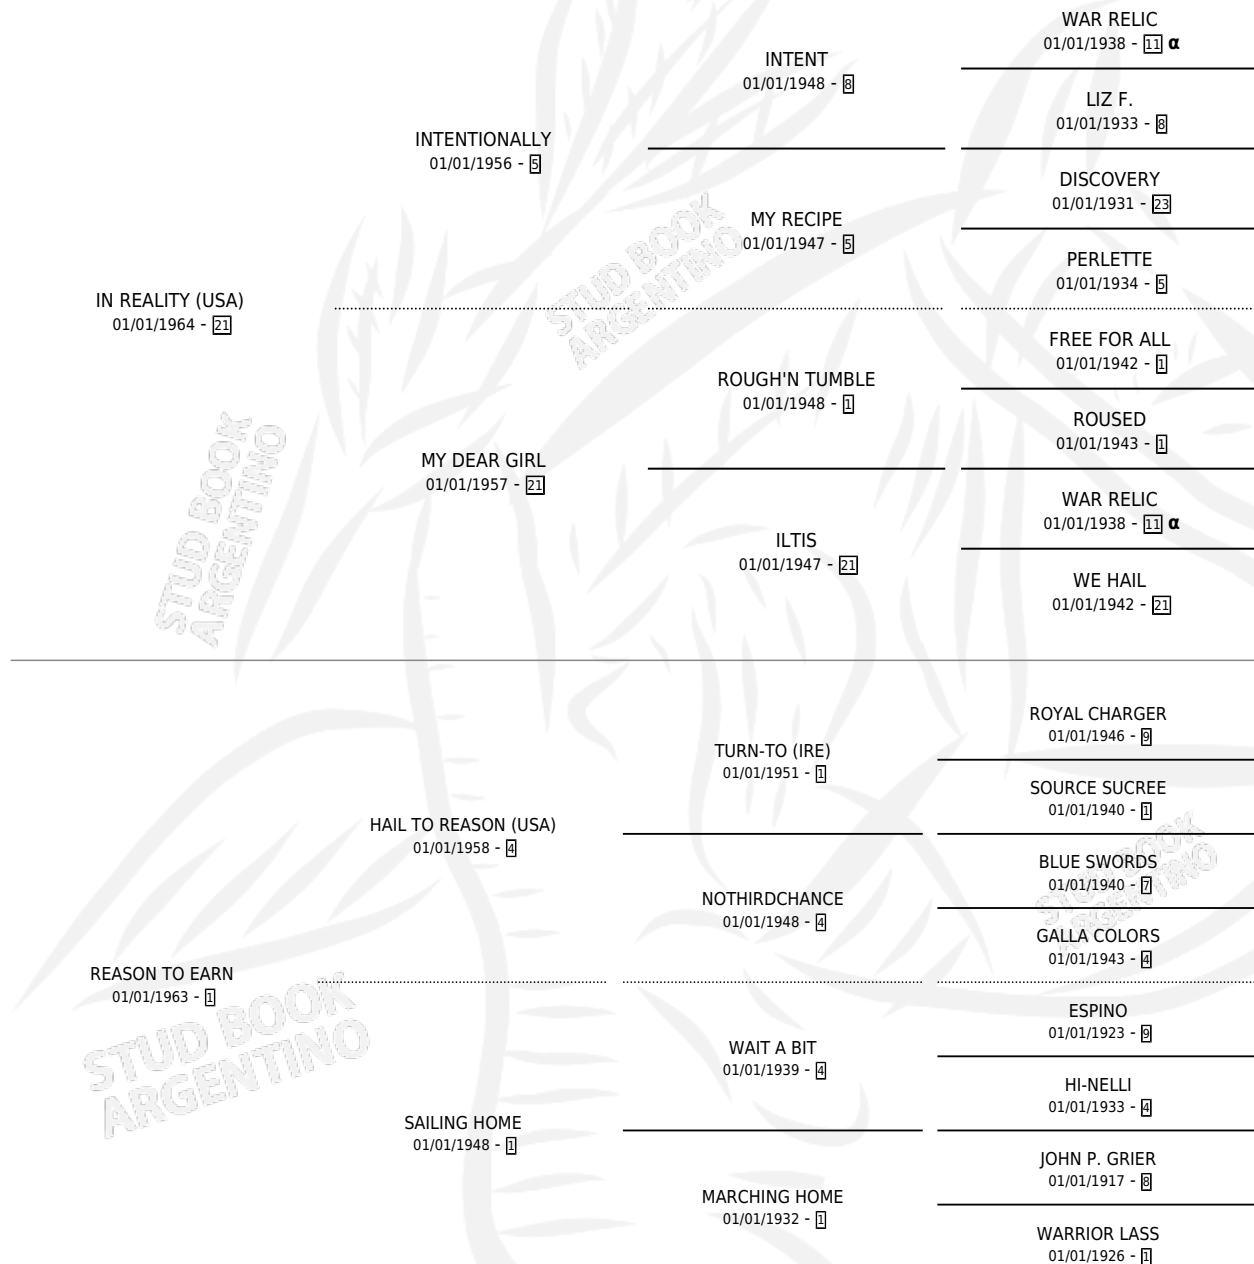 WAR RELIC
01/01/1938 - 11 α
INTENT
01/01/1948 - 8
LIZ F.
01/01/1933 - 8
INTENTIONALLY
01/01/1956 - 5
DISCOVERY
01/01/1931 - 23
MY RECIPE
01/01/1947 - 5
PERLETTE
01/01/1934 - 5
IN REALITY (USA)
01/01/1964 - 21
FREE FOR ALL
01/01/1942 - 1
ROUGH'N TUMBLE
01/01/1948 - 1
ROUSED
01/01/1943 - 1
MY DEAR GIRL
01/01/1957 - 21
WAR RELIC
01/01/1938 - 11 α
ILTIS
01/01/1947 - 21
WE HAIL
01/01/1942 - 21
ROYAL CHARGER
01/01/1946 - 9
TURN-TO (IRE)
01/01/1951 - 1
SOURCE SUCREE
01/01/1940 - 1
HAIL TO REASON (USA)
01/01/1958 - 4
BLUE SWORDS
01/01/1940 - 7
NOTHIRDCHANCE
01/01/1948 - 4
GALLA COLORS
01/01/1943 - 4
REASON TO EARN
01/01/1963 - 1
ESPINO
01/01/1923 - 9
WAIT A BIT
01/01/1939 - 4
HI-NELLI
01/01/1933 - 4
SAILING HOME
01/01/1948 - 1
JOHN P. GRIER
01/01/1917 - 8
MARCHING HOME
01/01/1932 - 1
WARRIOR LASS
01/01/1926 - 1
STUD BOOK
ARGENTINO
STUD BOOK
ARGENTINO
STUD BOOK
ARGENTINO
STUD BOOK
ARGENTINO